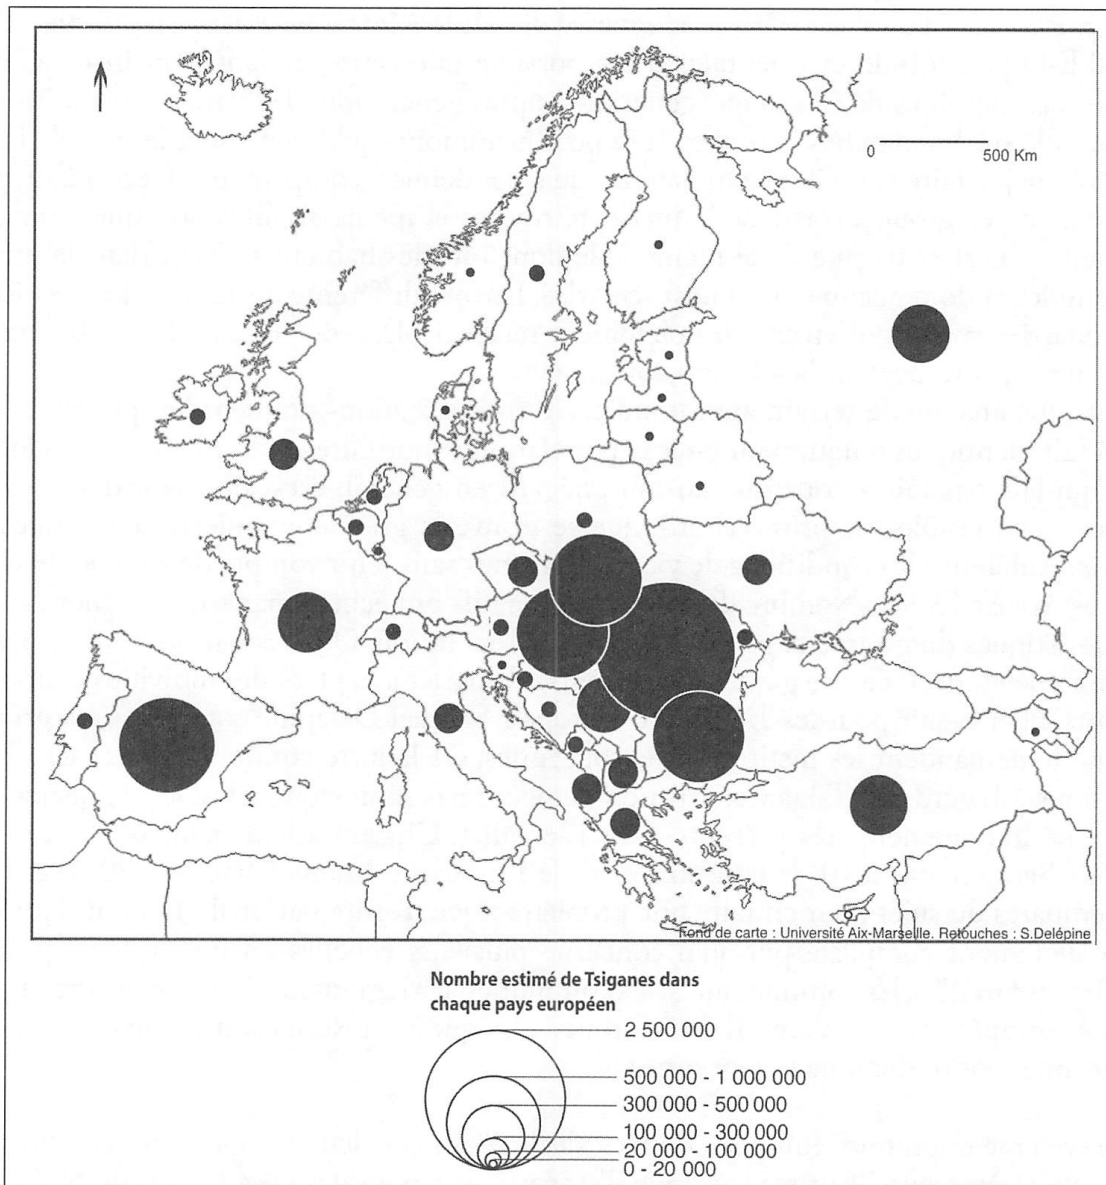 0
500 Km
Fond de carte : Université Aix-Marseille. Retouches : S.Delépine
Nombre estimé de Tsiganes dans
chaque pays européen
2 500 000
500 000 - 1 000 000
300 000 - 500 000
100 000 - 300 000
20 000 - 100 000
0 - 20 000